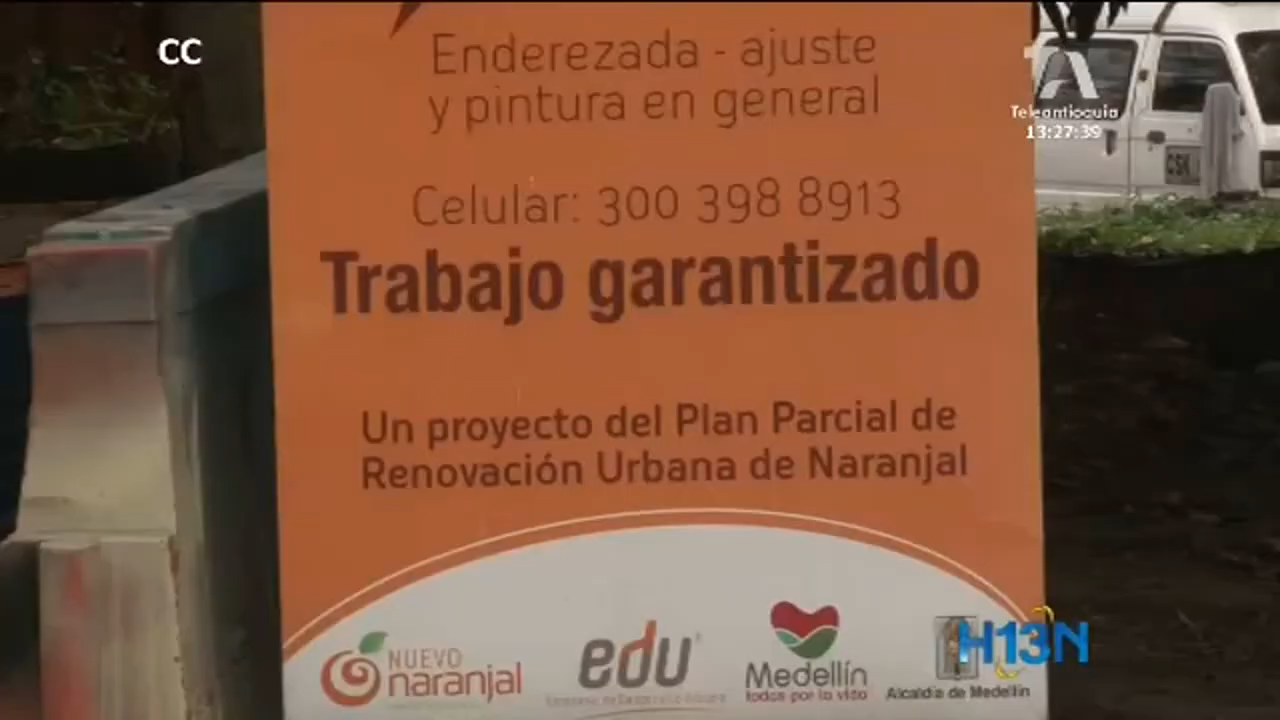 CC
Enderezada - ajuste
y pintura en general
Celular: 300 398 8913
Trabajo garantizado
Un proyecto del Plan Parcial de
Renovación Urbana de Naranjal
NUEVO
naranjal
edu
Medellín
todos por la vida
Alcaldía de Medellín
H13N
Teleantioquia
13:27:39
CSK